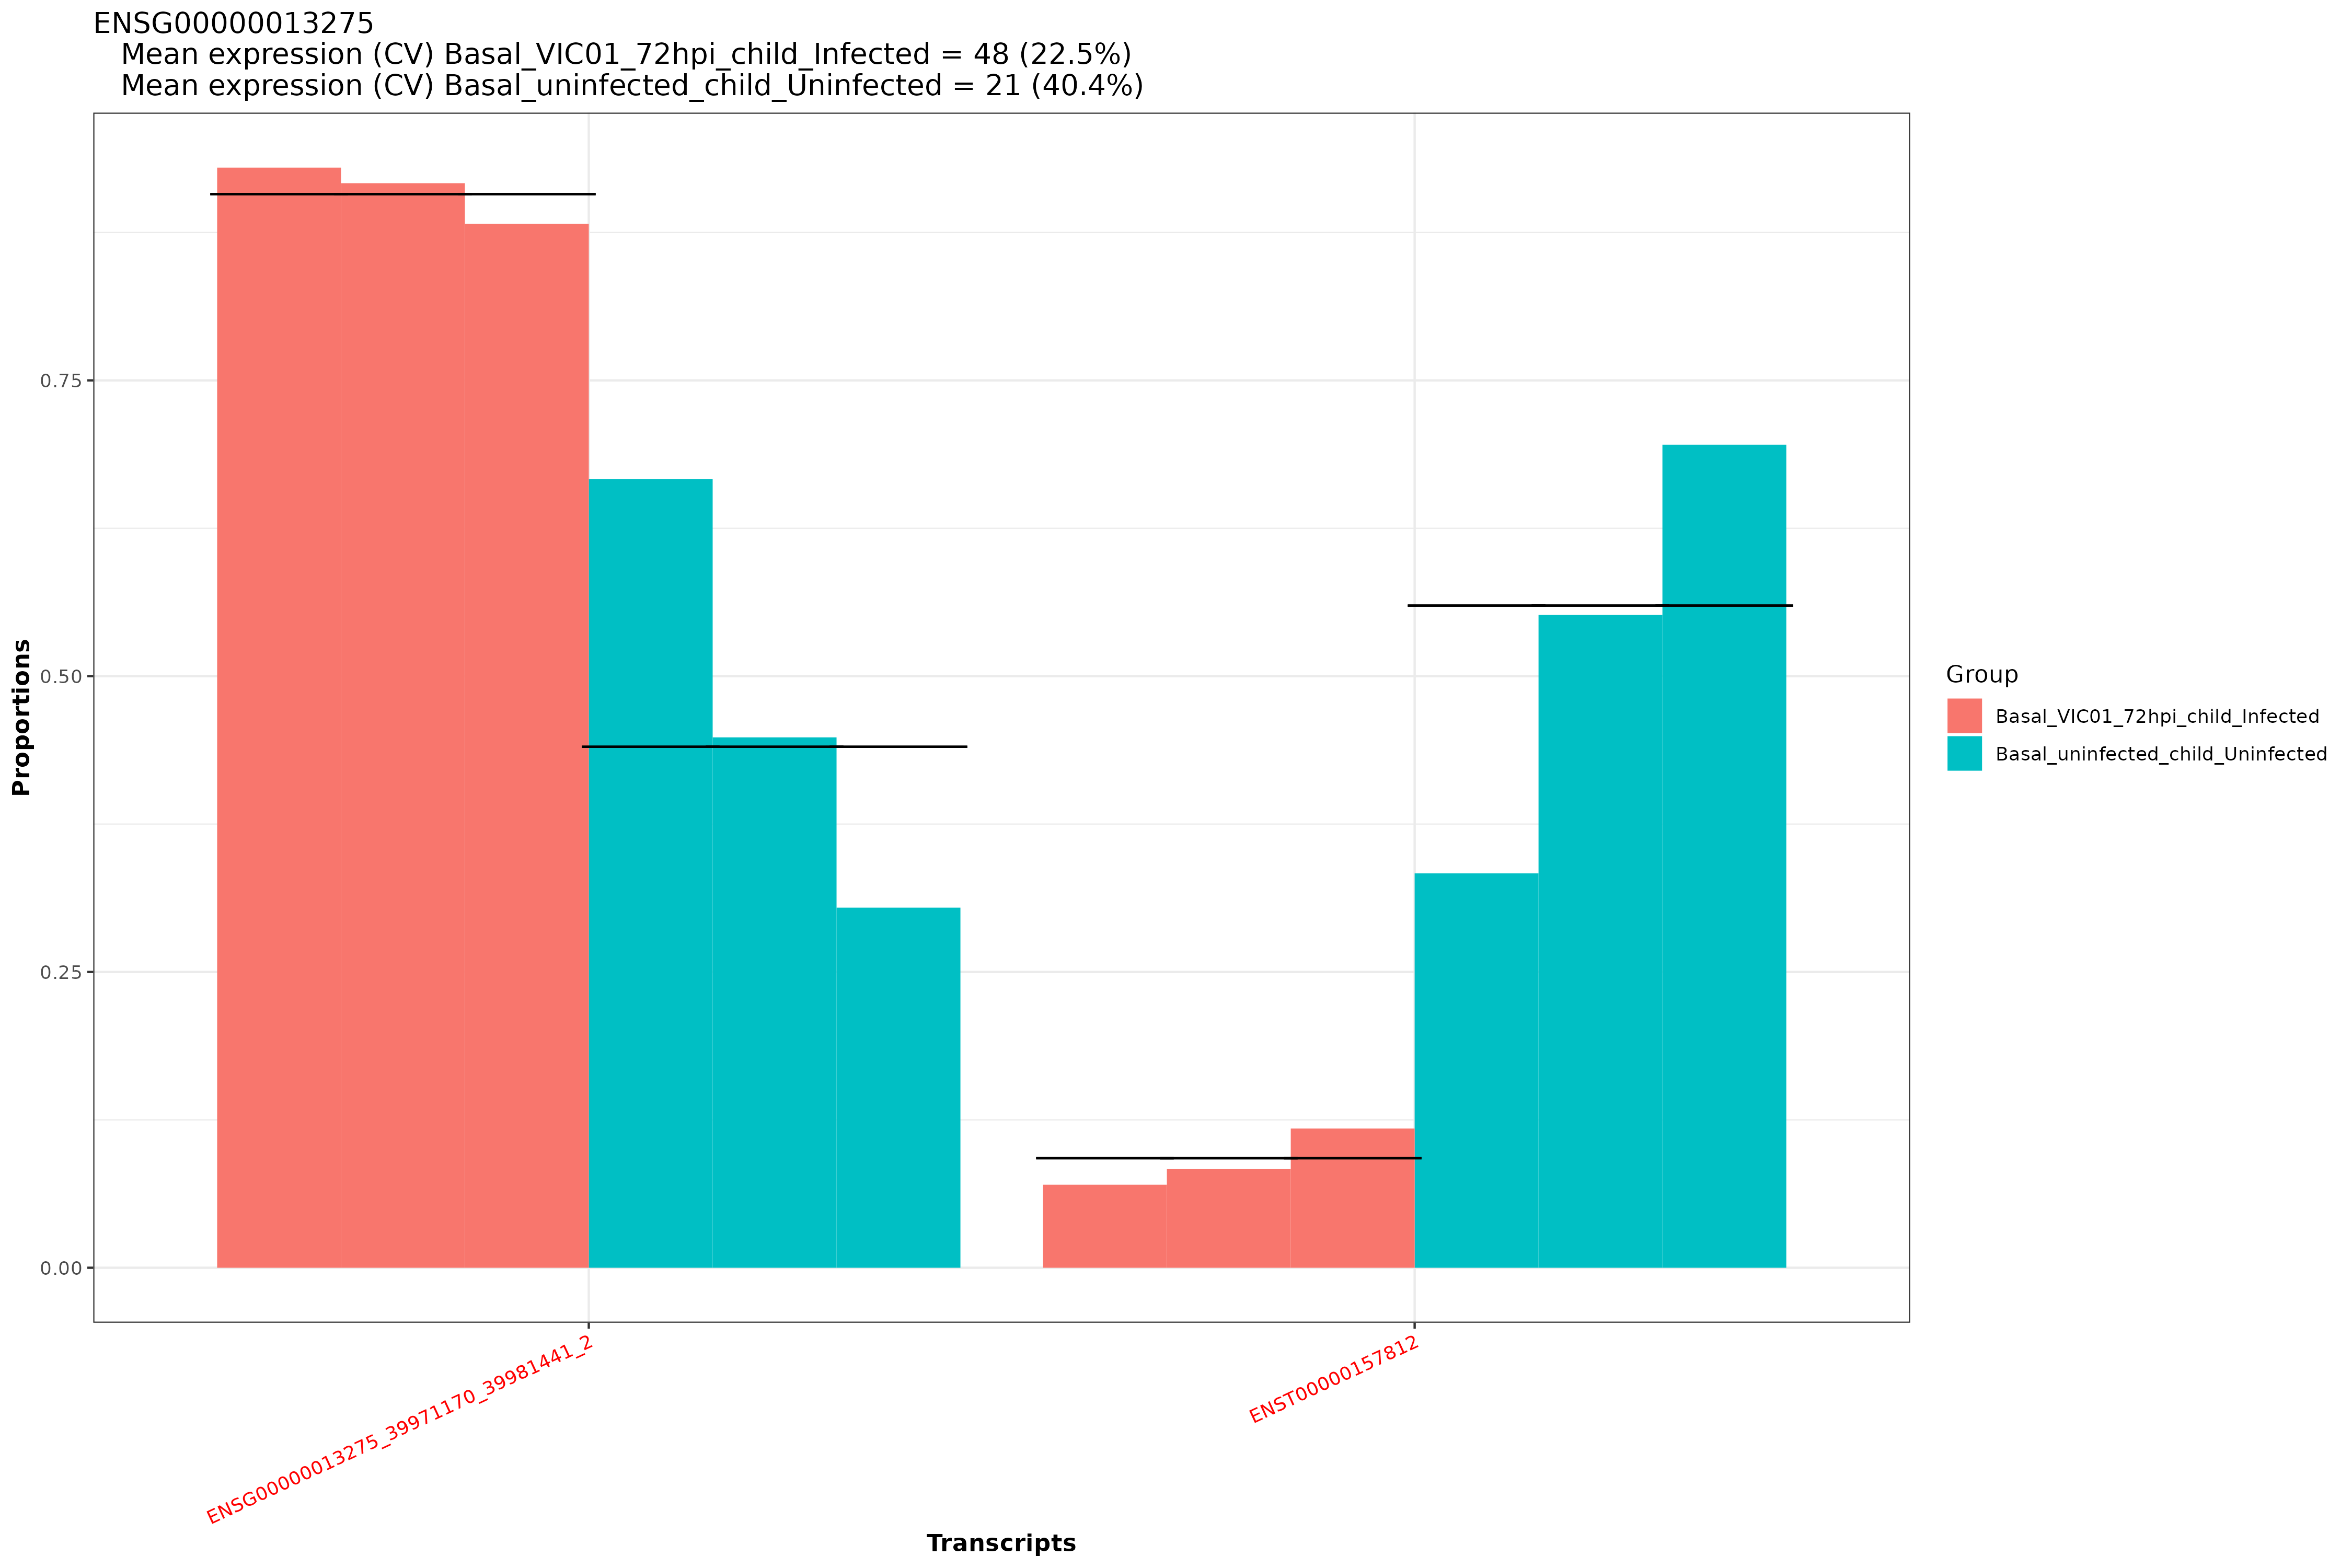 ENSG00000013275
Mean expression (CV) Basal_VIC01_72hpi_child_Infected = 48 (22.5%)
Mean expression (CV) Basal_uninfected_child_Uninfected = 21 (40.4%)
Proportions
0.75
0.50
0.25
0.00
ENSG00000013275_39971170_39981441_2
ENST00000157812
Transcripts
Group
Basal_VIC01_72hpi_child_Infected
Basal_uninfected_child_Uninfected